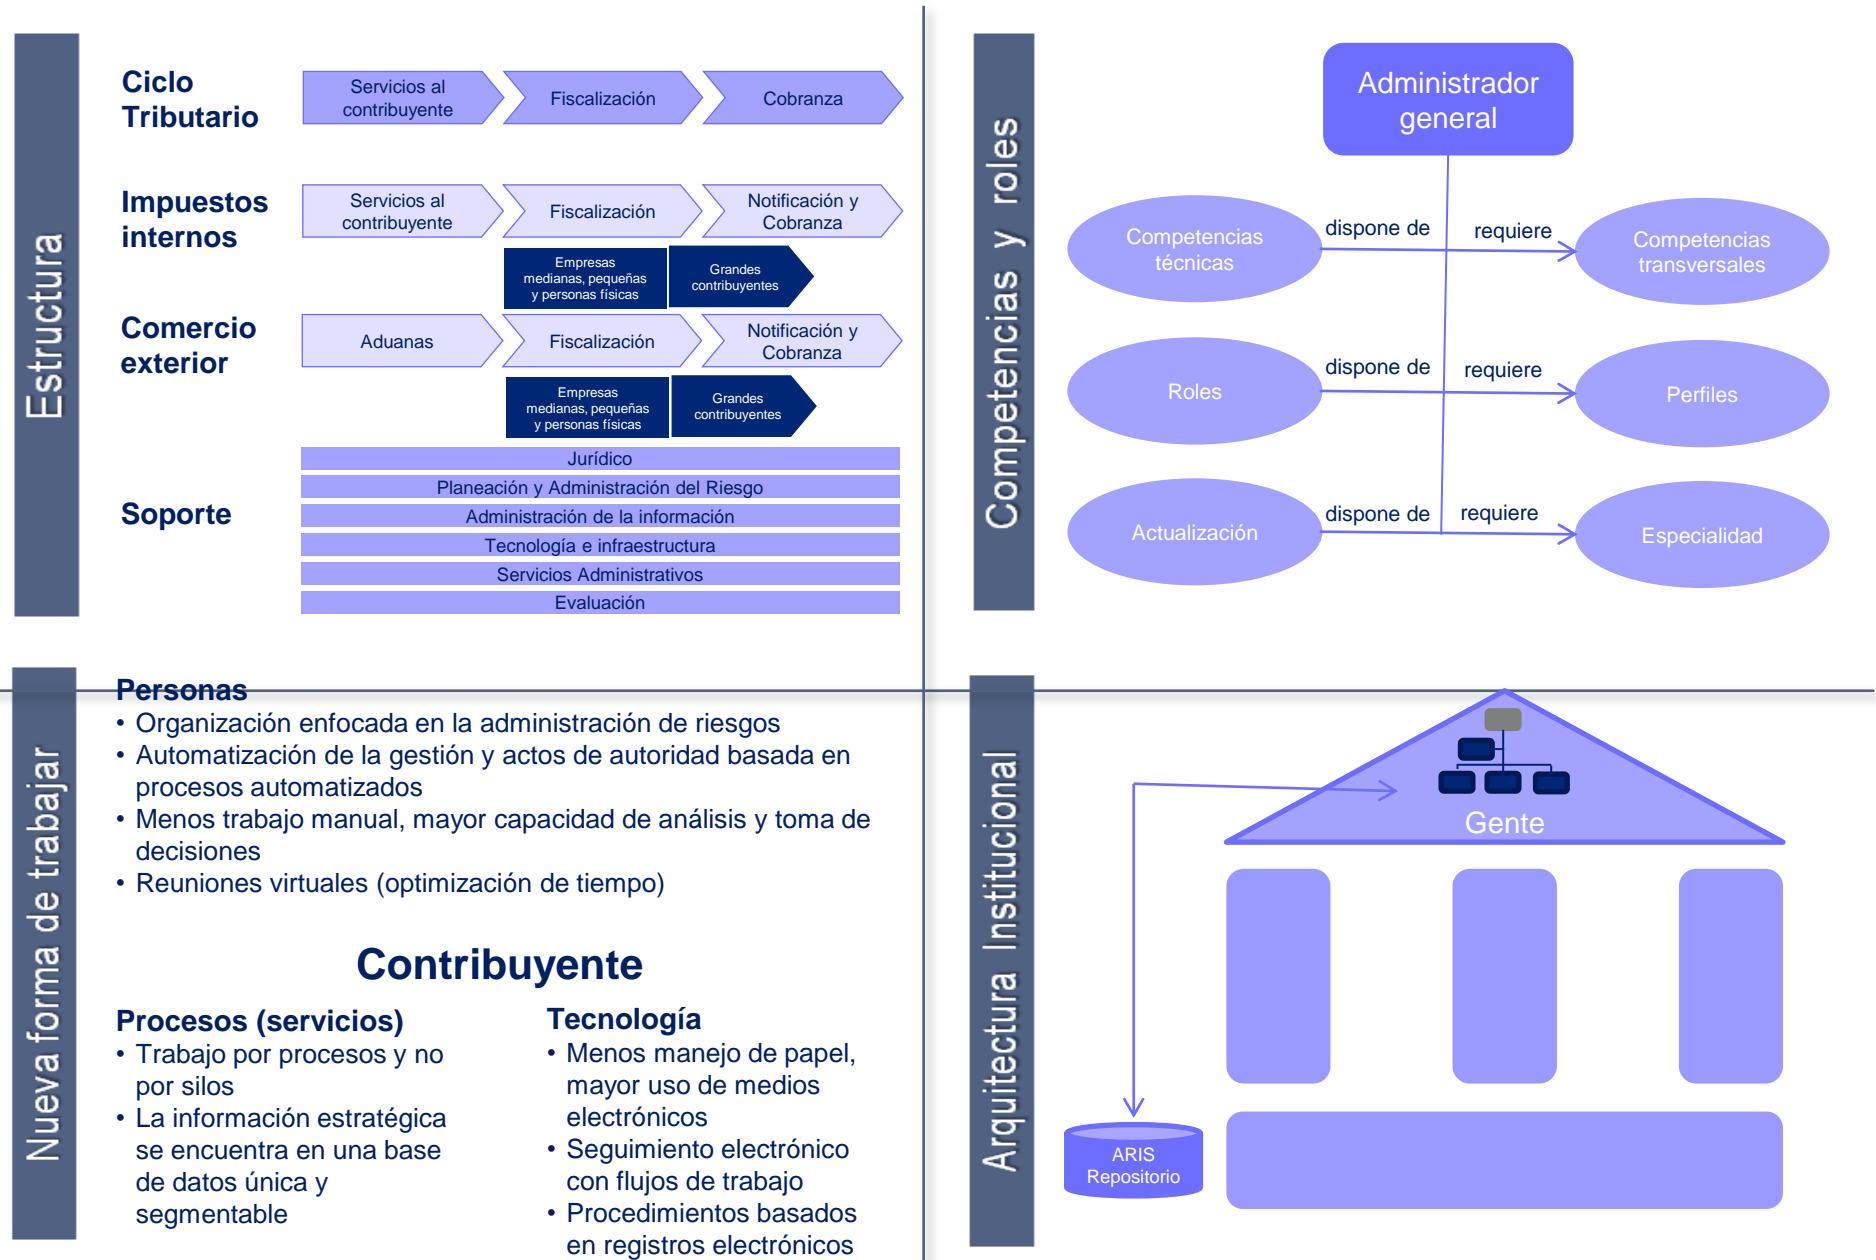 Estructura
Ciclo
Tributario
Servicios al
contribuyente
Fiscalización
Cobranza
Impuestos
internos
Servicios al
contribuyente
Fiscalización
Notificación y
Cobranza
Empresas
medianas, pequeñas
y personas físicas
Grandes
contribuyentes
Comercio
exterior
Aduanas
Fiscalización
Notificación y
Cobranza
Empresas
medianas, pequeñas
y personas físicas
Grandes
contribuyentes
Soporte
Jurídico
Planeación y Administración del Riesgo
Administración de la información
Tecnología e infraestructura
Servicios Administrativos
Evaluación
Competencias y roles
Administrador
general
Competencias
técnicas
dispone de
requiere
Competencias
transversales
Roles
dispone de
requiere
Perfiles
Actualización
dispone de
requiere
Especialidad
Nueva forma de trabajar
Personas
• Organización enfocada en la administración de riesgos
• Automatización de la gestión y actos de autoridad basada en
procesos automatizados
• Menos trabajo manual, mayor capacidad de análisis y toma de
decisiones
• Reuniones virtuales (optimización de tiempo)
Contribuyente
Procesos (servicios)
• Trabajo por procesos y no
por silos
• La información estratégica
se encuentra en una base
de datos única y
segmentable
Tecnología
• Menos manejo de papel,
mayor uso de medios
electrónicos
• Seguimiento electrónico
con flujos de trabajo
• Procedimientos basados
en registros electrónicos
Arquitectura Institucional
Gente
ARIS
Repositorio